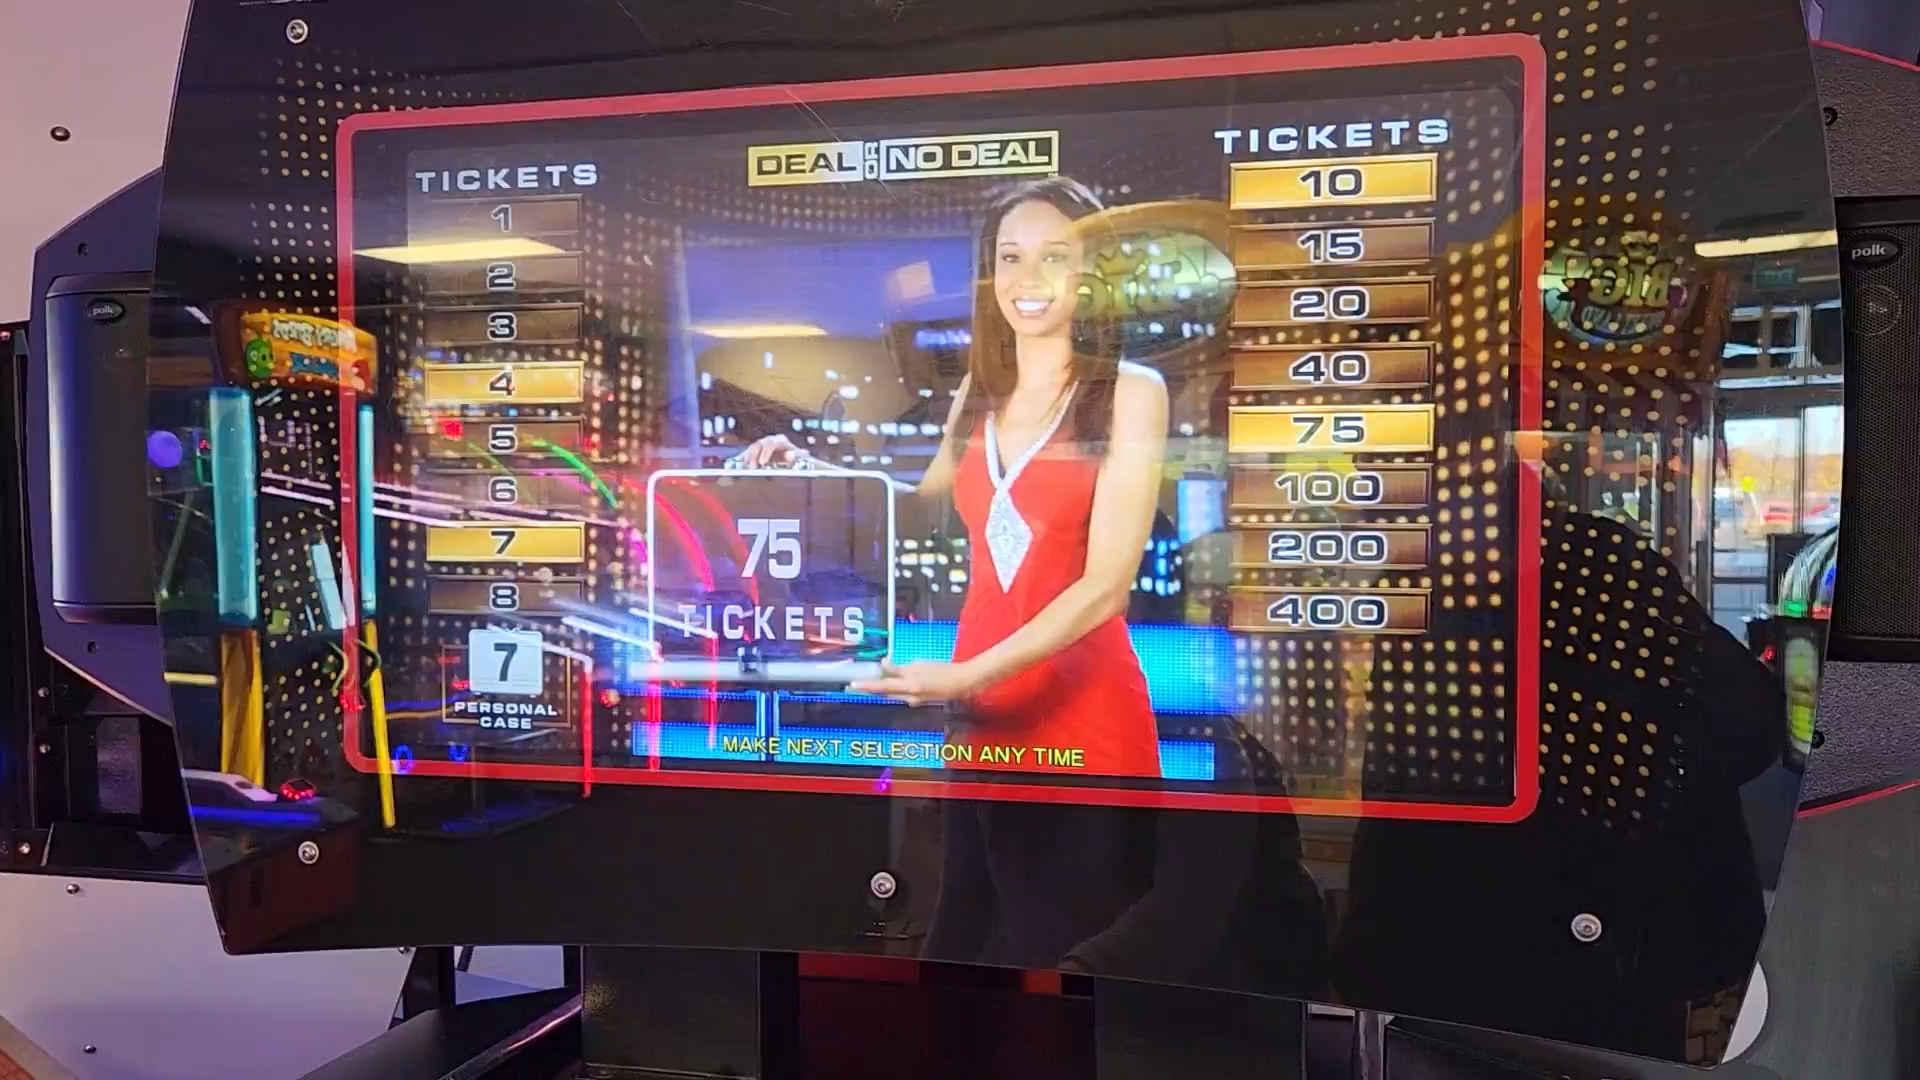 DEAL OR NO DEAL
TICKETS
1
2
3
4
5
6
7
8
7
PERSONAL
CASE
75
TICKETS
MAKE NEXT SELECTION ANY TIME
TICKETS
10
15
20
40
75
100
200
400
polk
polk
BIG